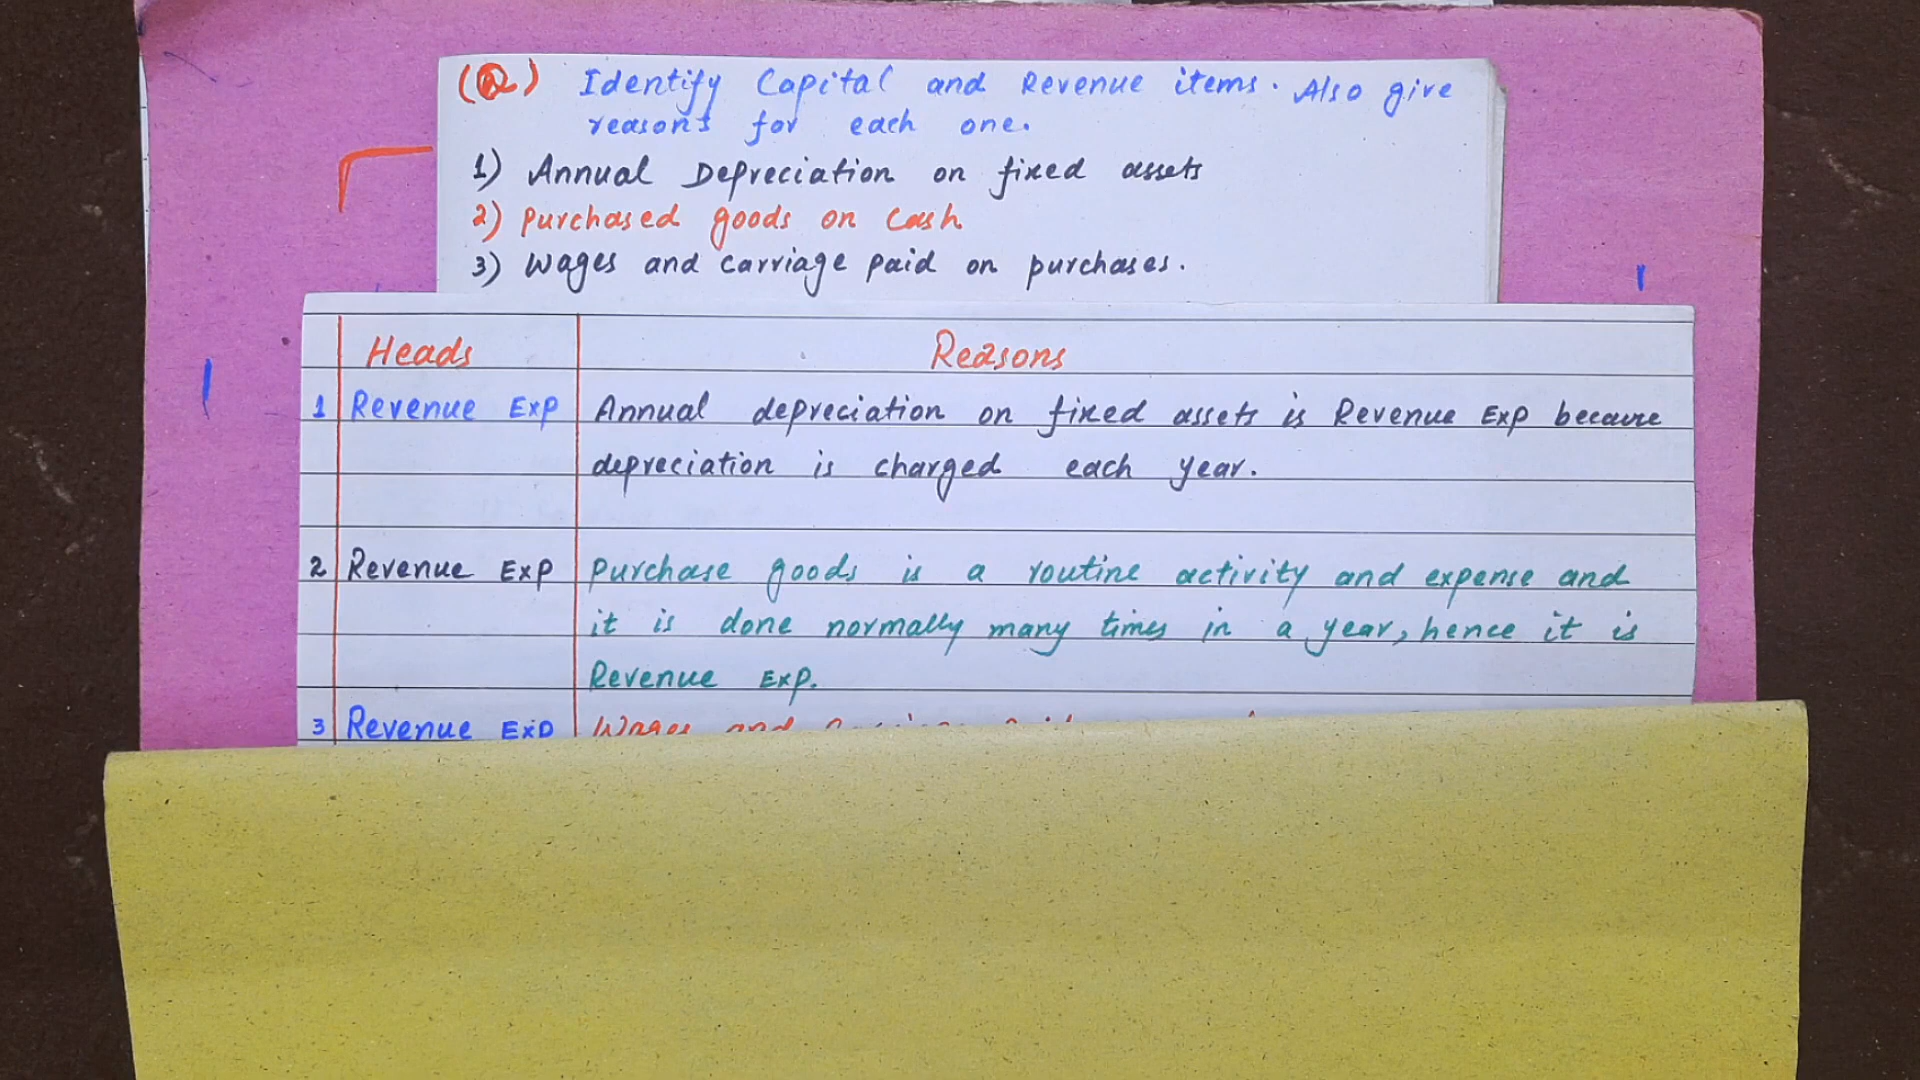 (Q) Identify Capital and Revenue items. Also give
reasons for each one.
1) Annual Depreciation on fixed assets
2) Purchased goods on Cash
3) Wages and Carriage paid on purchases.
Heads Reasons
1 Revenue Exp Annual depreciation on fixed assets is Revenue Exp because
depreciation is charged each year.
2 Revenue Exp Purchase goods is a routine activity and expense and
it is done normally many times in a year, hence it is
Revenue Exp.
3 Revenue Exp Wages and